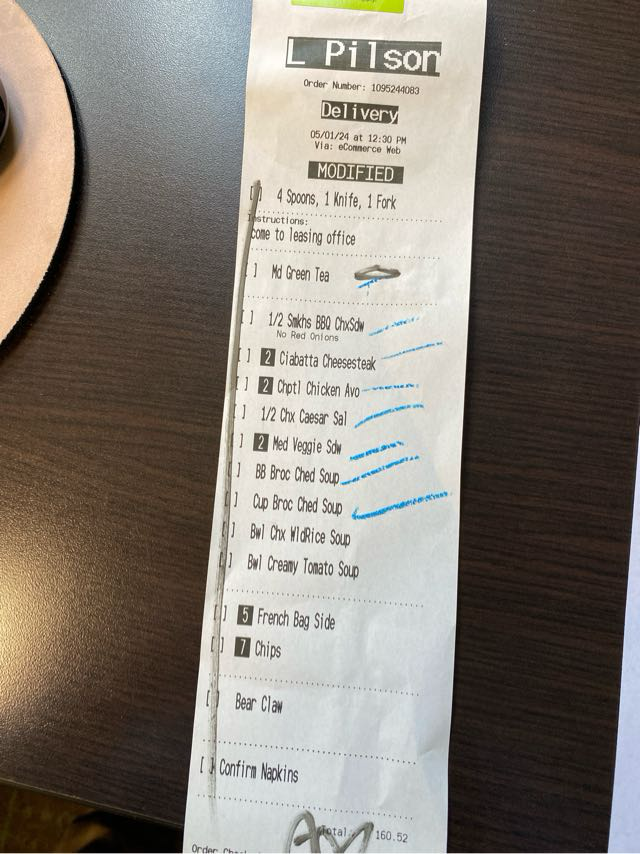 L Pilson
Order Number: 1095244083
Delivery
05/01/24 at 12:30 PM
Via: eCommerce Web
MODIFIED
[ ] 4 Spoons, 1 Knife, 1 Fork
Instructions:
come to leasing office
[ ] Md Green Tea
[ ] 1/2 Smkhs BBQ ChxSdw
No Red Onions
[ ] 2 Ciabatta Cheesesteak
[ ] 2 Chptl Chicken Avo
[ ] 1/2 Chx Caesar Sal
[ ] 2 Med Veggie Sdw
[ ] BB Broc Ched Soup
[ ] Cup Broc Ched Soup
[ ] Bwl Chx WldRice Soup
[ ] Bwl Creamy Tomato Soup
[ ] 5 French Bag Side
[ ] 7 Chips
[ ] Bear Claw
[ ] Confirm Napkins
Total: 160.52
Order